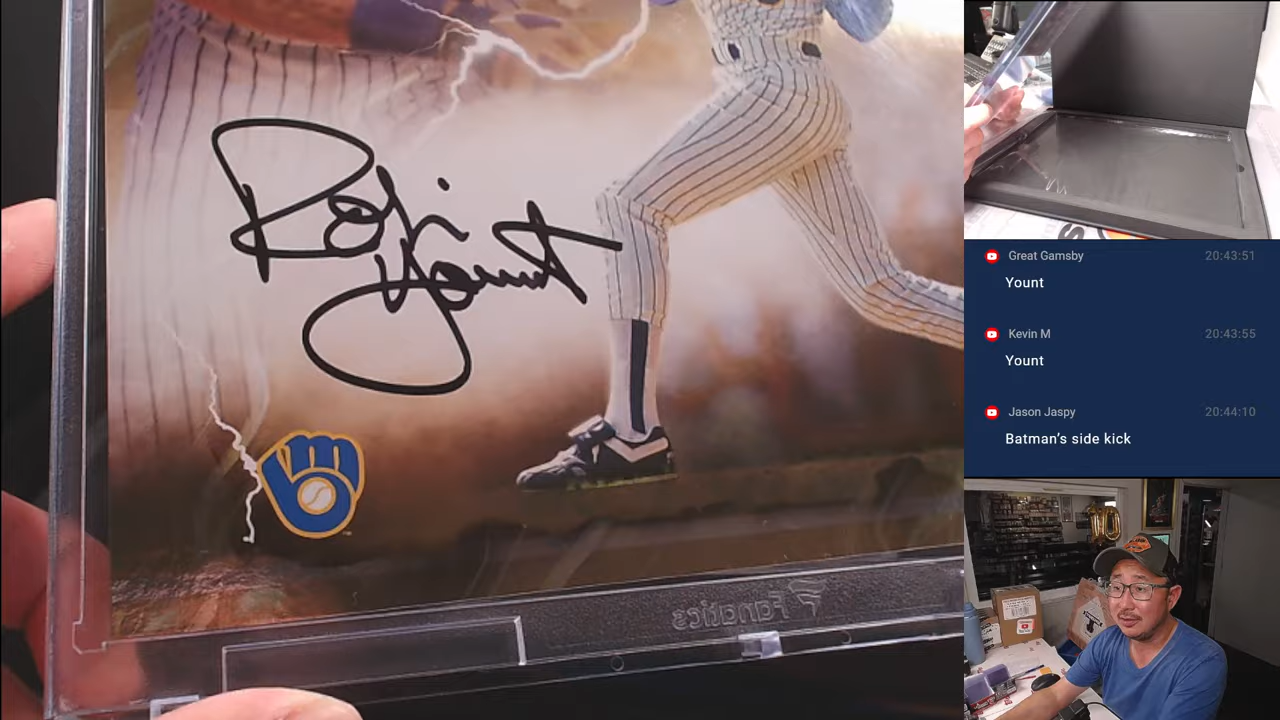 Robin
Yount
Fanatics
Great Gamsby 20:43:51
Yount
Kevin M 20:43:55
Yount
Jason Jaspy 20:44:10
Batman's side kick
10